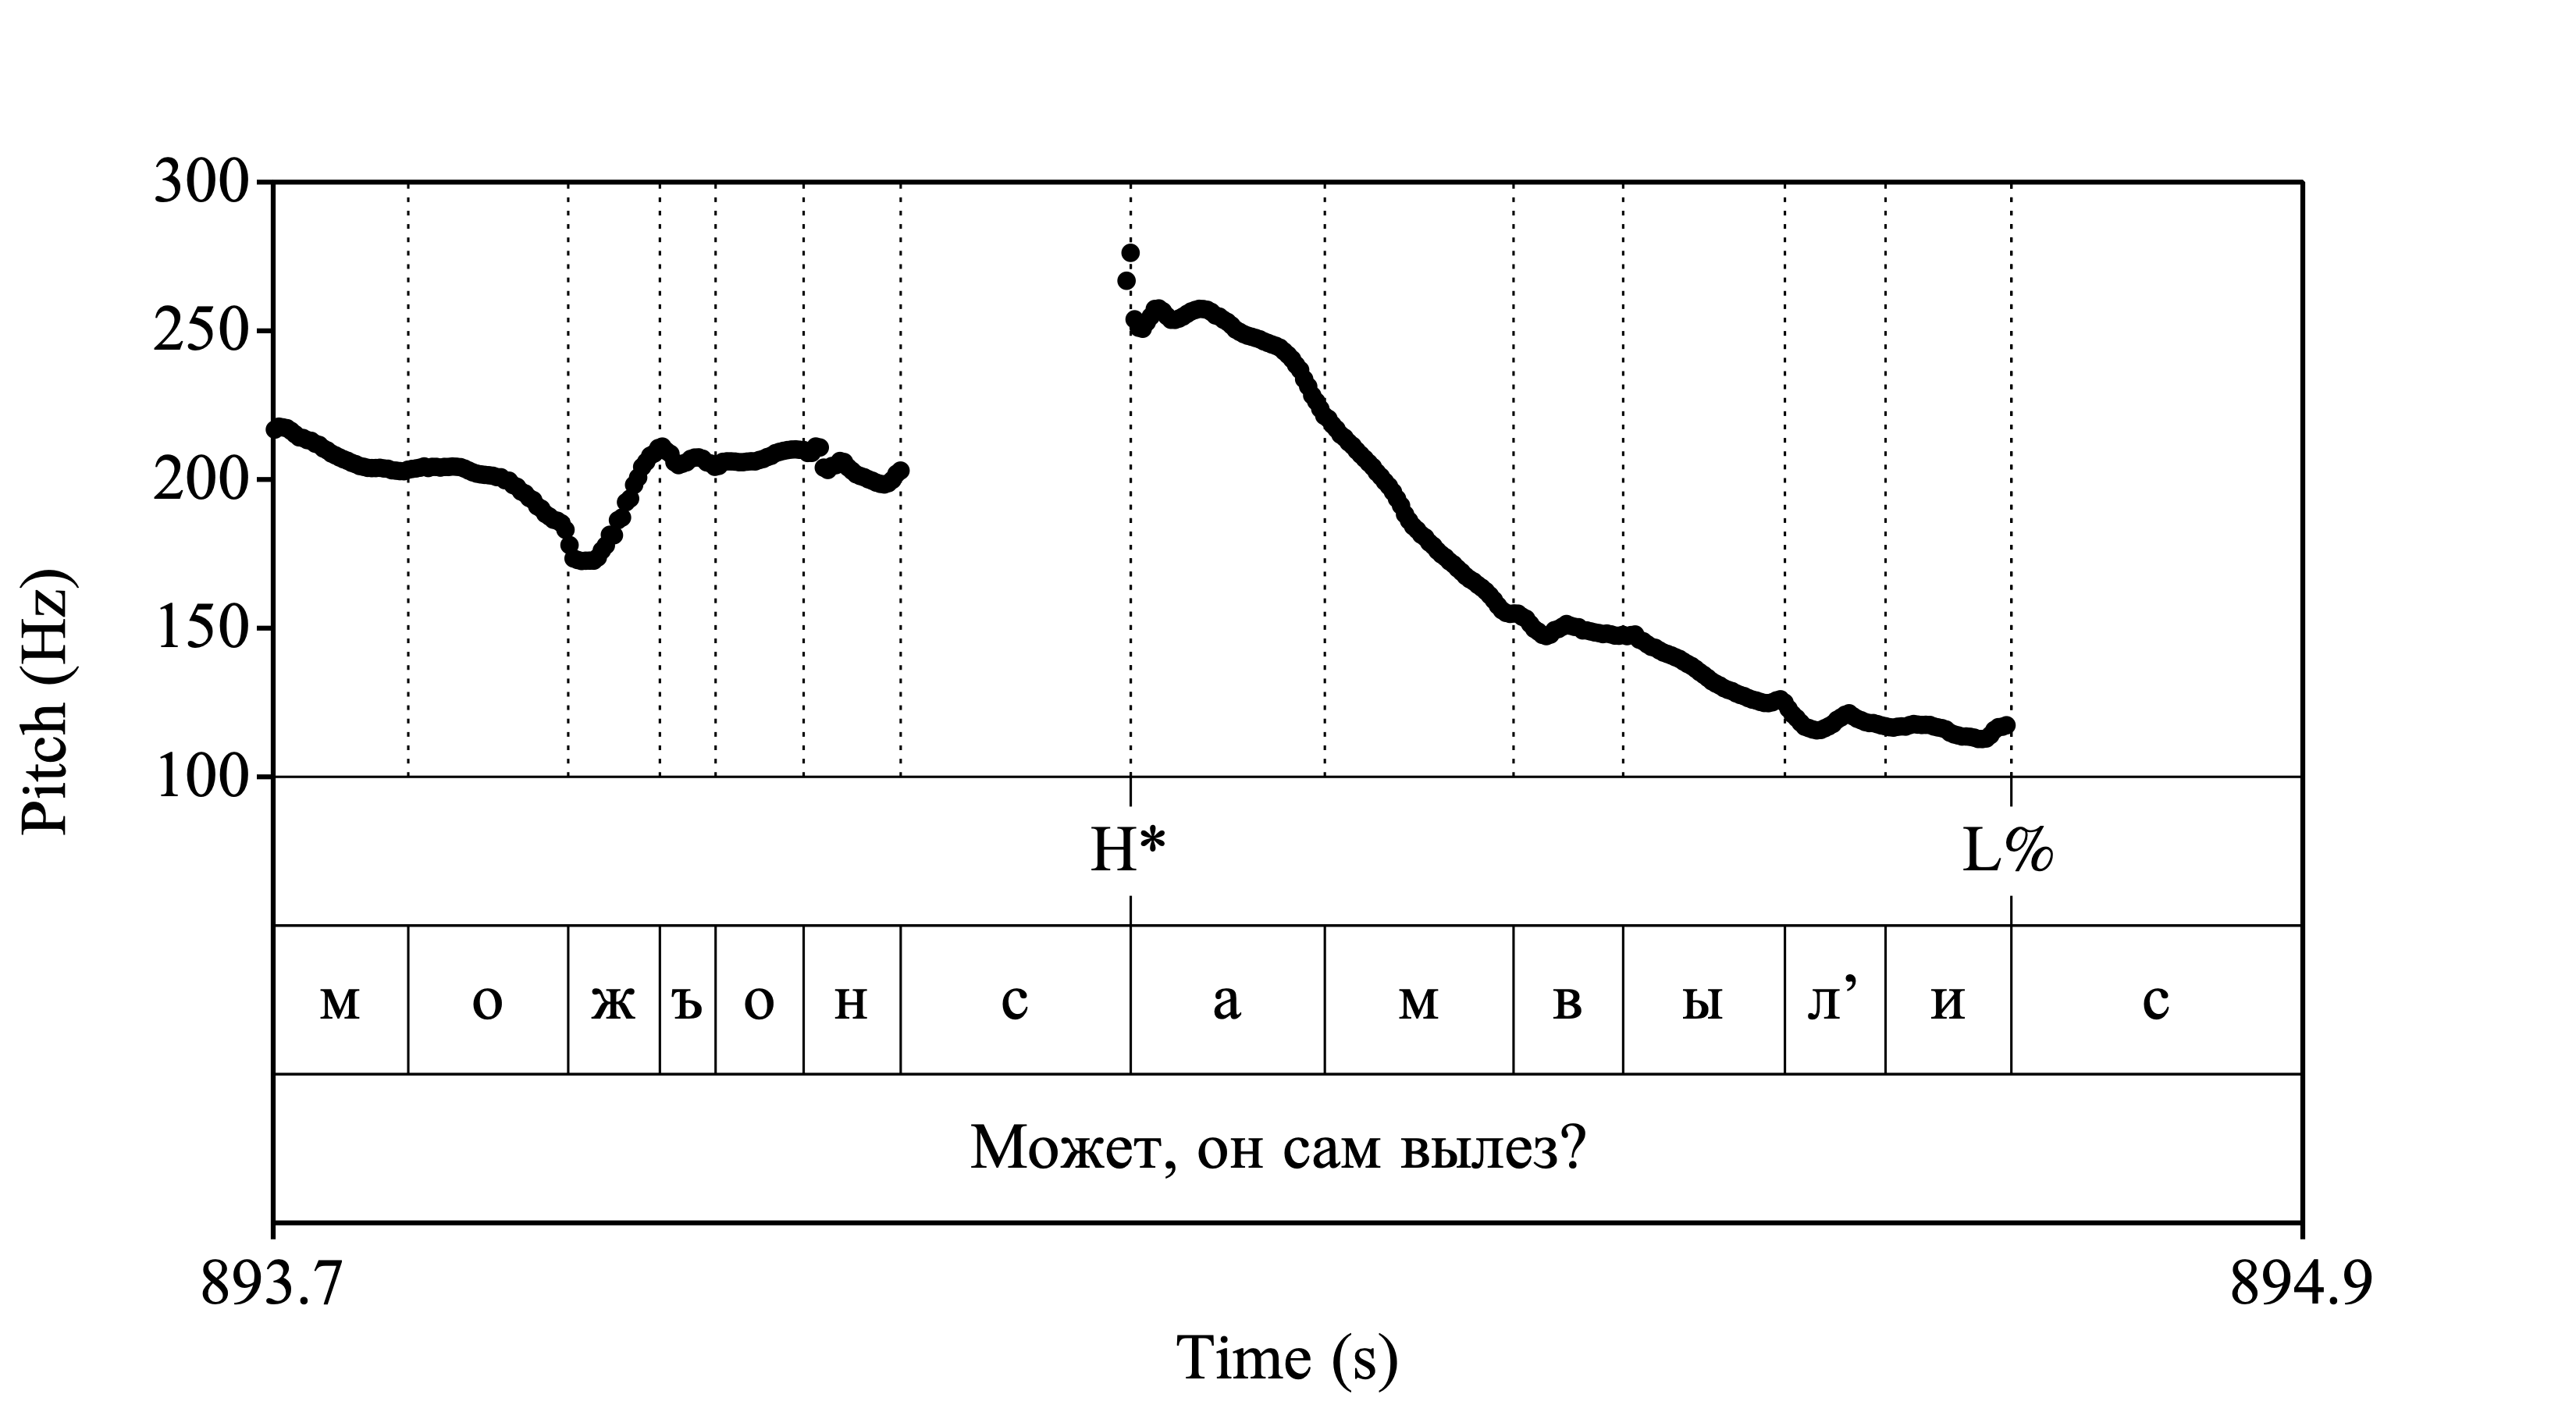 300
250
200
150
100
Pitch (Hz)
H* L%
м о ж ъ о н с а м в ы л’ и с
Может, он сам вылез?
893.7 894.9
Time (s)